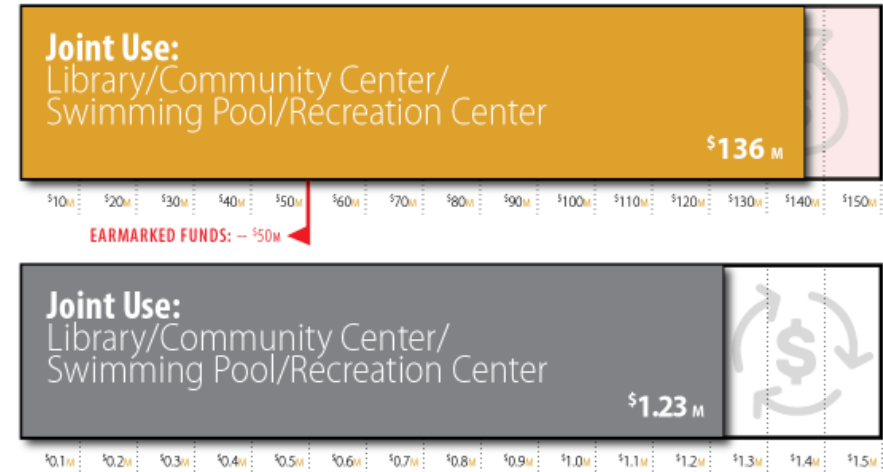 Joint Use:
Library/Community Center/
Swimming Pool/Recreation Center
$136 M
$10M $20M $30M $40M $50M $60M $70M $80M $90M $100M $110M $120M $130M $140M $150M
EARMARKED FUNDS: – $50M
Joint Use:
Library/Community Center/
Swimming Pool/Recreation Center
$1.23 M
$
$0.1M $0.2M $0.3M $0.4M $0.5M $0.6M $0.7M $0.8M $0.9M $1.0M $1.1M $1.2M $1.3M $1.4M $1.5M